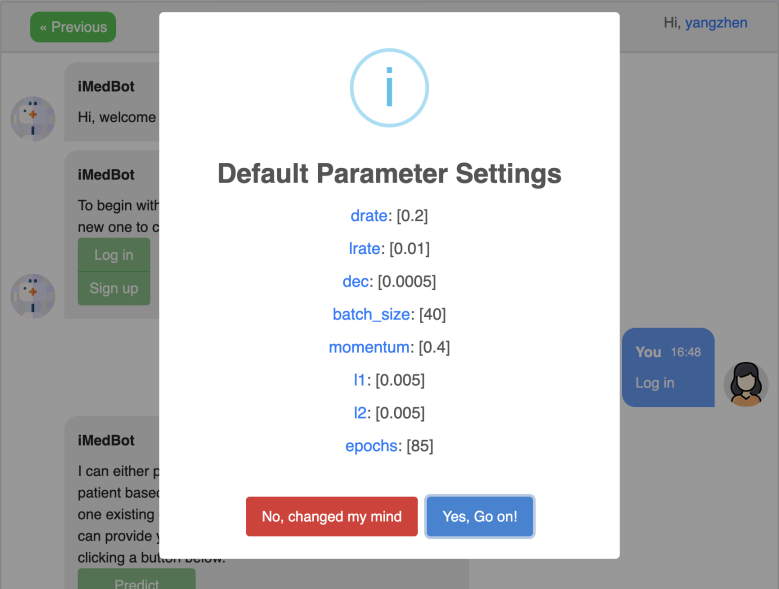 « Previous
Hi, yangzhen
iMedBot
Hi, welcome
iMedBot
To begin with
new one to c
Log in
Sign up
You 16:48
Log in
iMedBot
I can either p
patient based
one existing
can provide y
clicking a button below.
Predict
i
Default Parameter Settings
drate: [0.2]
lrate: [0.01]
dec: [0.0005]
batch_size: [40]
momentum: [0.4]
l1: [0.005]
l2: [0.005]
epochs: [85]
No, changed my mind
Yes, Go on!